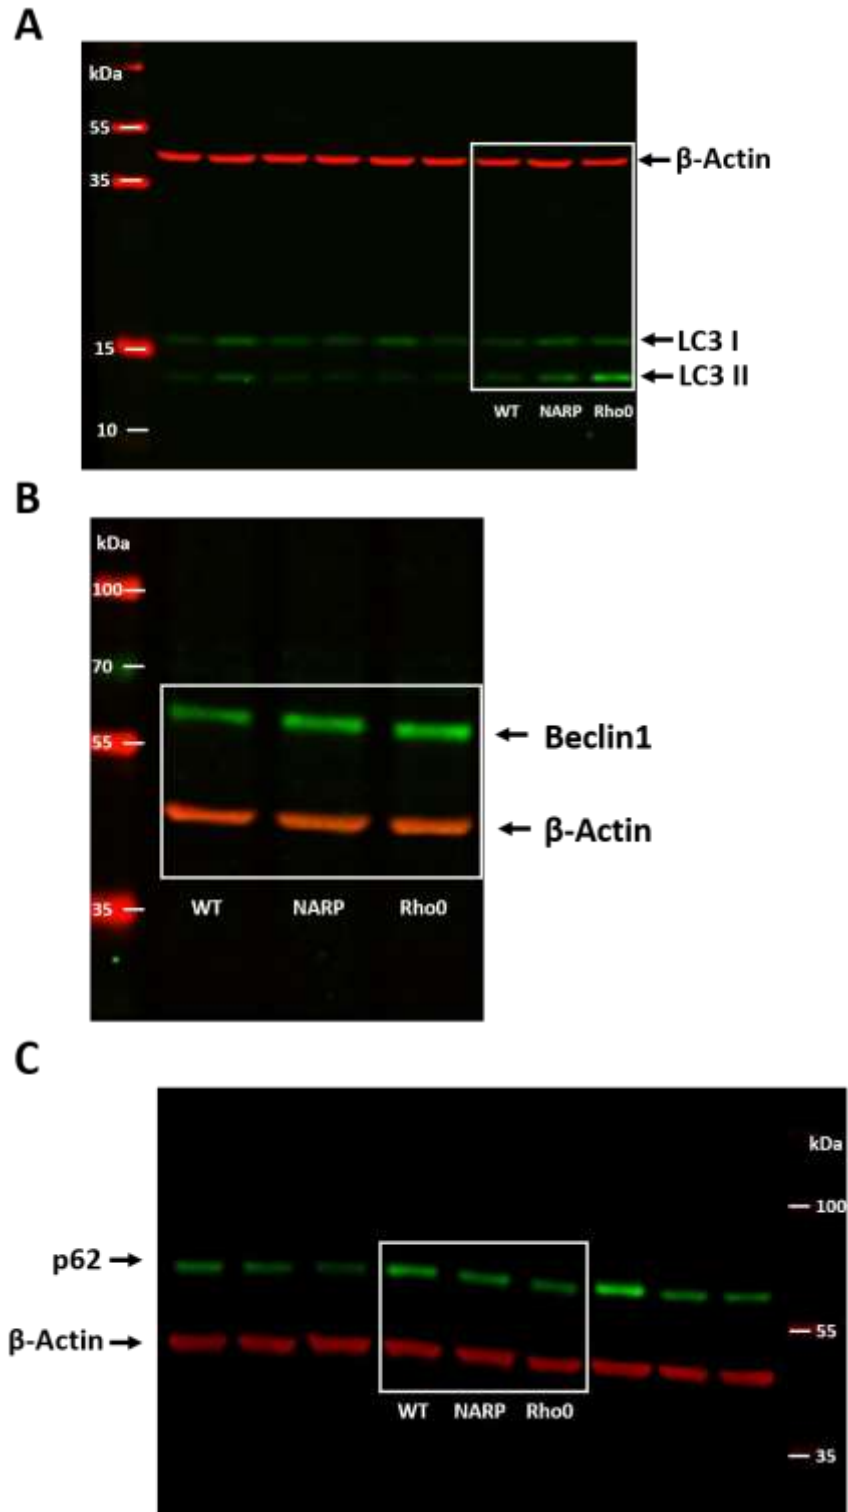 A
kDa
55
β-Actin
35
15
LC3 I
LC3 II
WT NARP Rho0
10
B
kDa
100
70
Beclin1
55
β-Actin
35
WT NARP Rho0
C
kDa
100
p62
55
β-Actin
WT NARP Rho0
35